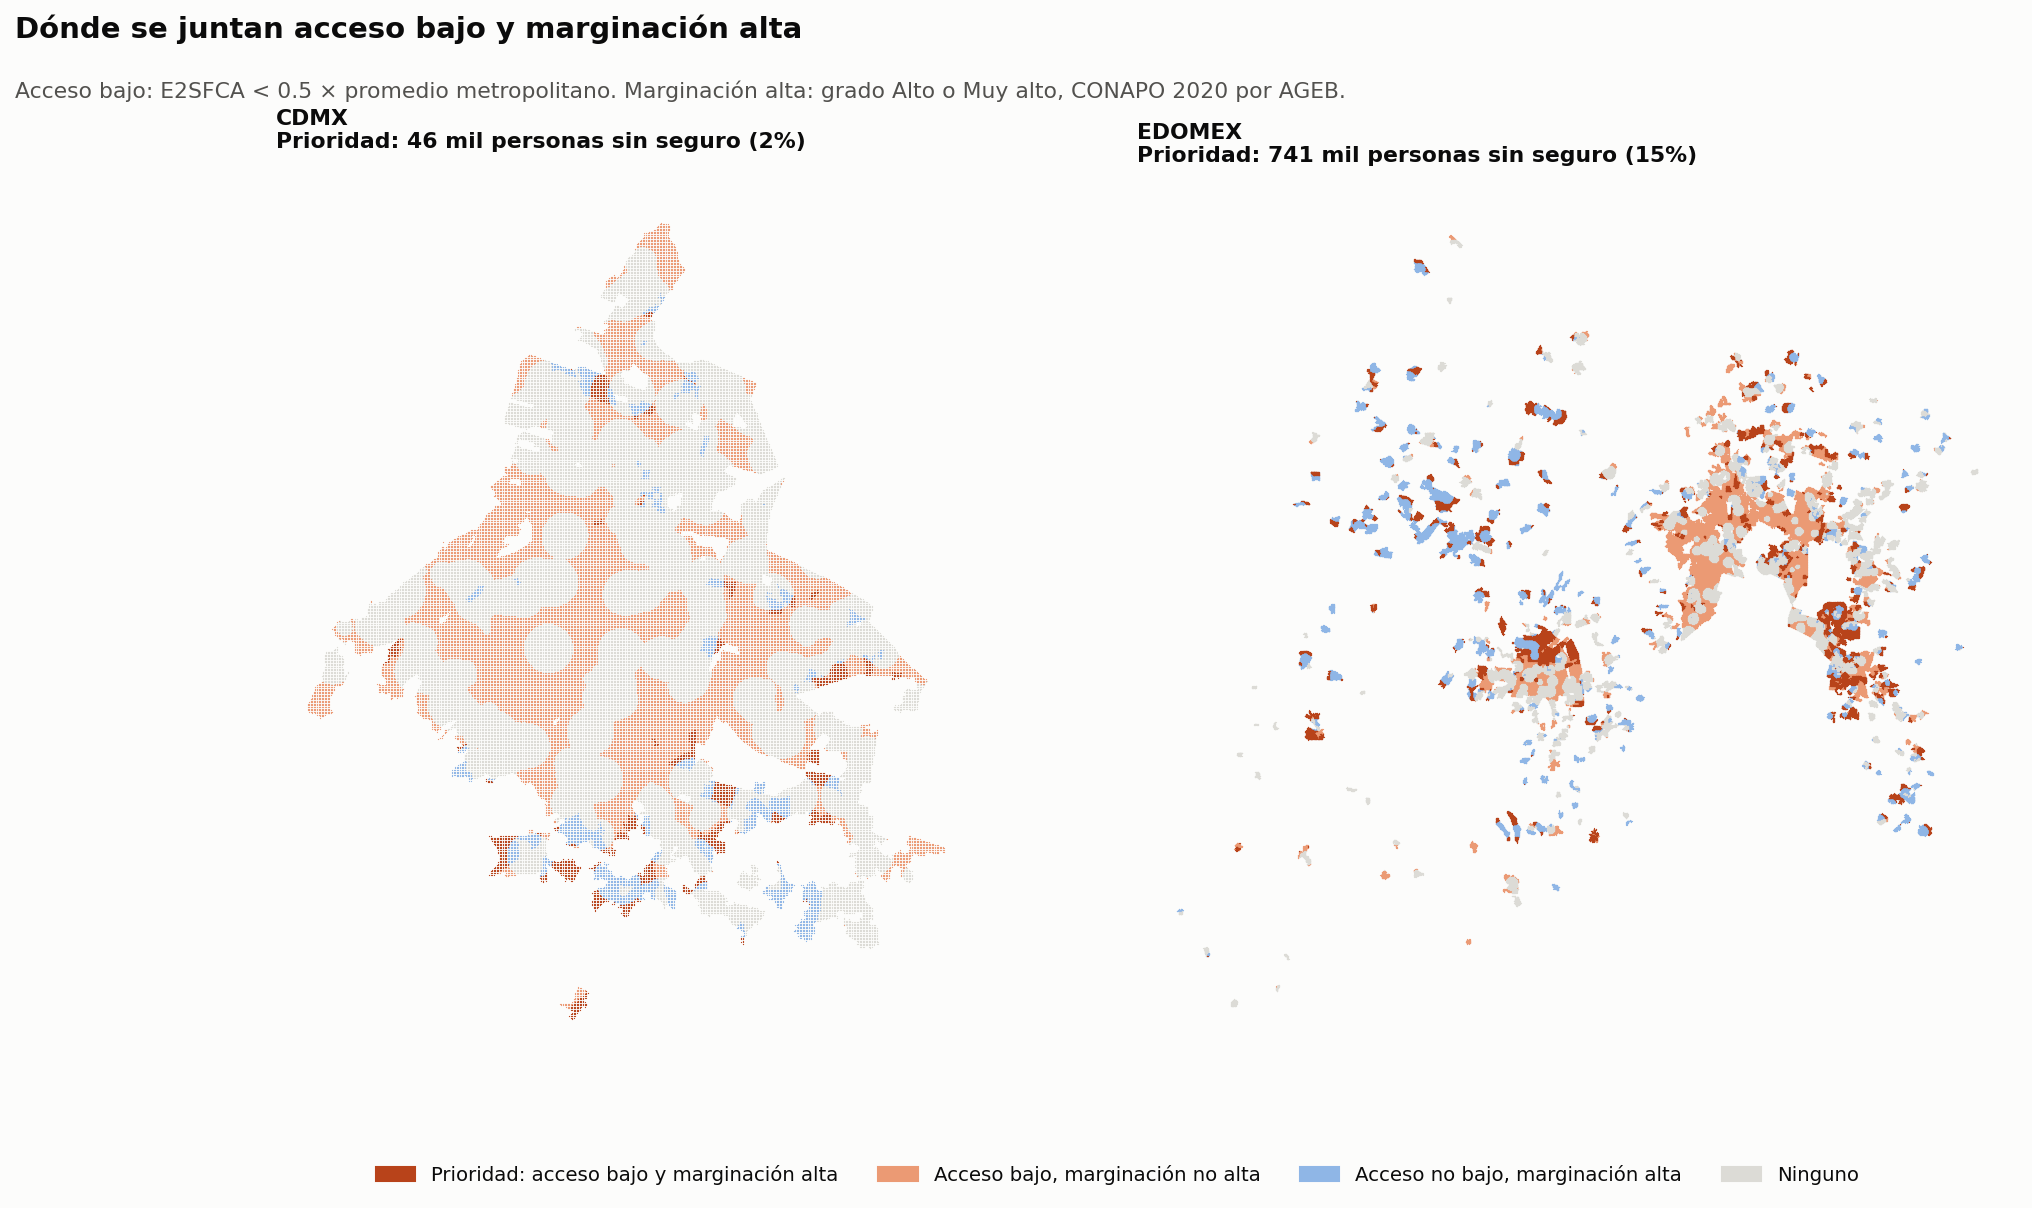 Dónde se juntan acceso bajo y marginación alta
Acceso bajo: E2SFCA < 0.5 × promedio metropolitano. Marginación alta: grado Alto o Muy alto, CONAPO 2020 por AGEB.
CDMX
Prioridad: 46 mil personas sin seguro (2%)
EDOMEX
Prioridad: 741 mil personas sin seguro (15%)
Prioridad: acceso bajo y marginación alta
Acceso bajo, marginación no alta
Acceso no bajo, marginación alta
Ninguno